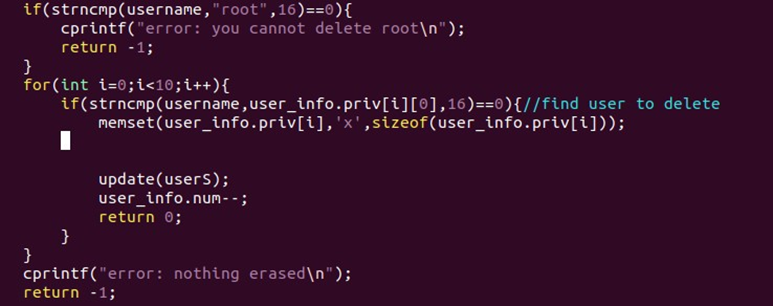 if(strncmp(username,"root",16)==0){
    cprintf("error: you cannot delete root\n");
    return -1;
}
for(int i=0;i<10;i++){
    if(strncmp(username,user_info.priv[i][0],16)==0){//find user to delete
        memset(user_info.priv[i],'x',sizeof(user_info.priv[i]));
        update(userS);
        user_info.num--;
        return 0;
    }
}
cprintf("error: nothing erased\n");
return -1;